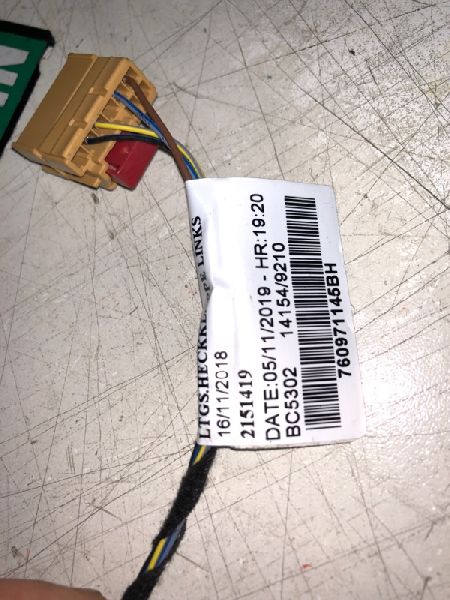 LTGS.HECKKL LINKS
16/11/2018
2151419
DATE:05/11/2019 - HR:19:20
BC5302 14154/9210
760971145BH